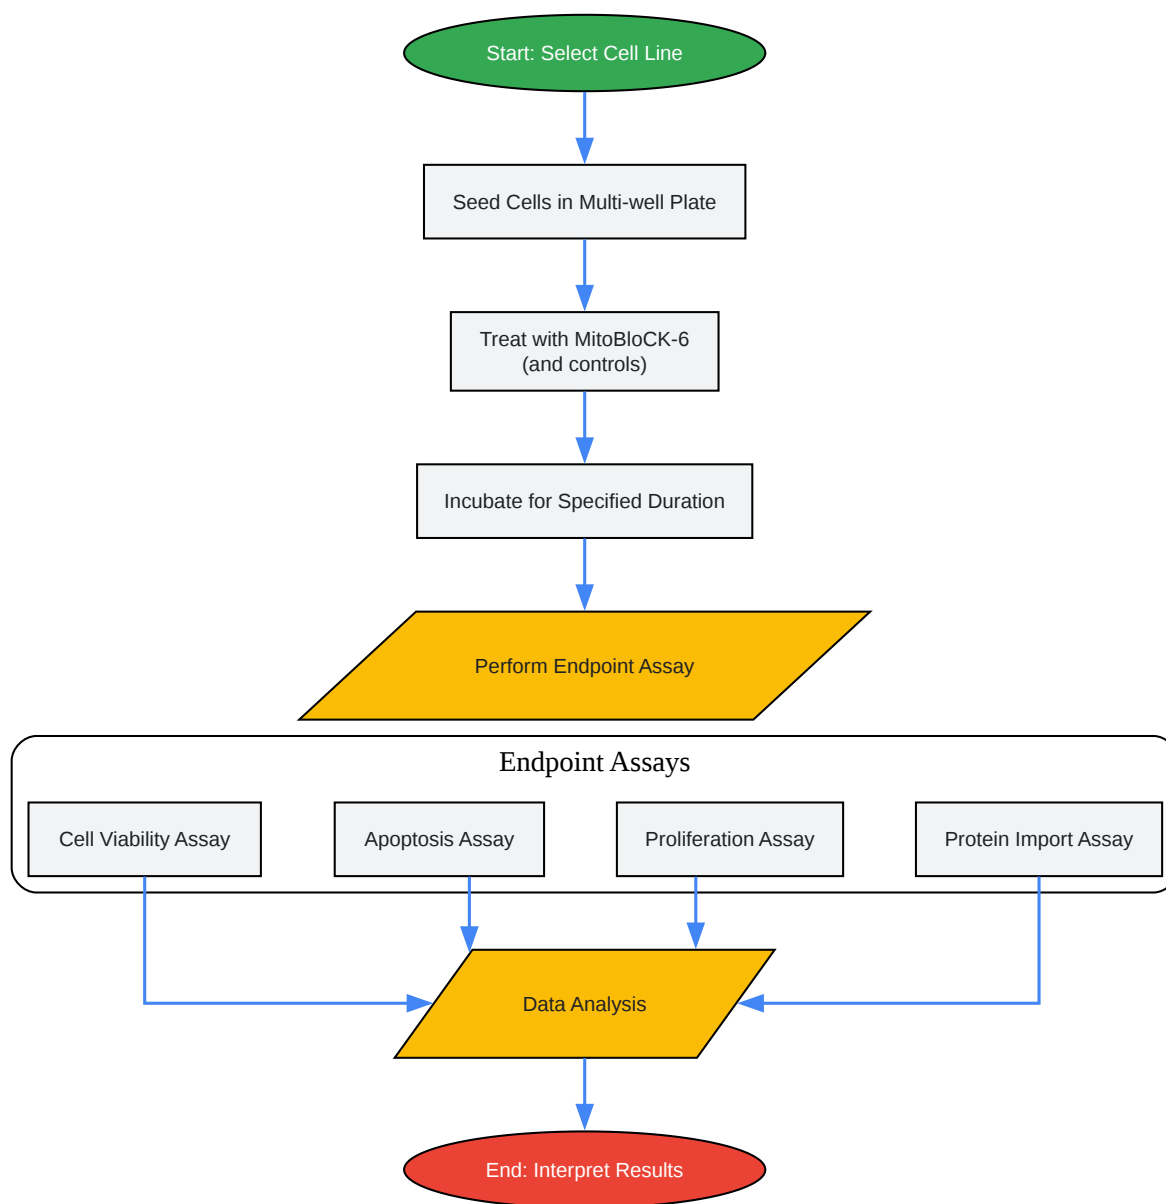 Start: Select Cell Line
Seed Cells in Multi-well Plate
Treat with MitoBloCK-6
(and controls)
Incubate for Specified Duration
Perform Endpoint Assay
Endpoint Assays
Cell Viability Assay
Apoptosis Assay
Proliferation Assay
Protein Import Assay
Data Analysis
End: Interpret Results